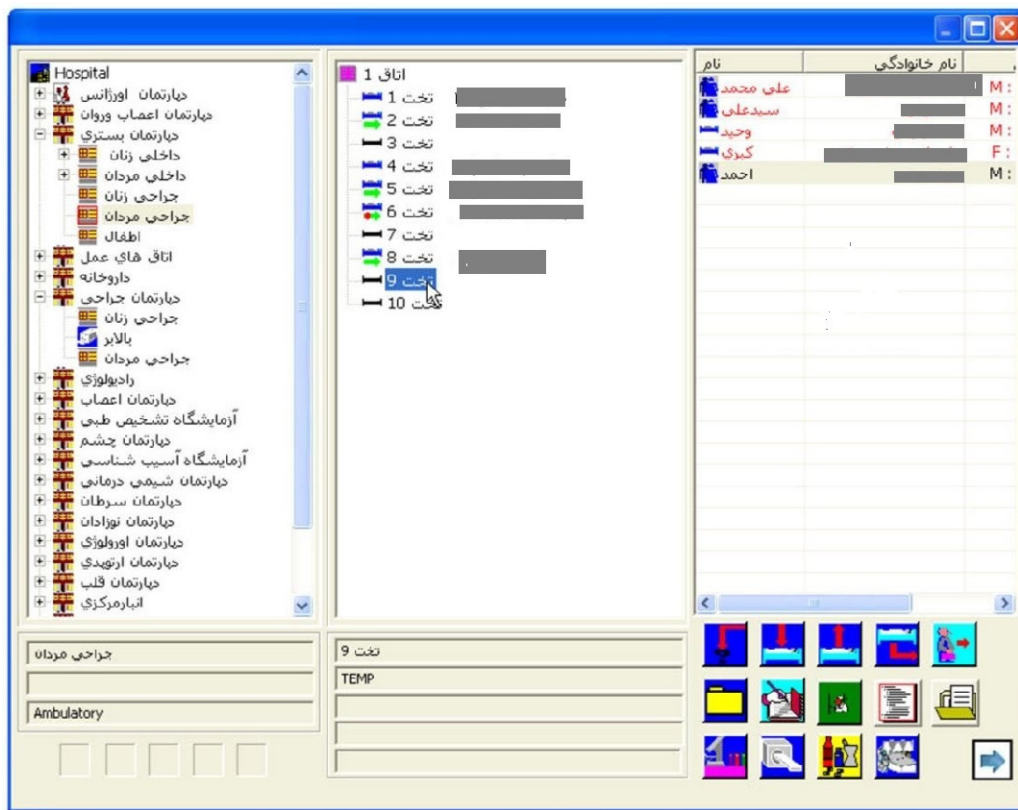 Hospital
دپارتمان اورژانس
دپارتمان اعصاب وروان
دپارتمان بستري
داخلي زنان
داخلي مردان
جراحي زنان
جراحي مردان
اطفال
اتاق هاي عمل
داروخانه
دپارتمان جراحي
جراحي زنان
بالابر
جراحي مردان
راديولوژي
دپارتمان اعصاب
آزمايشگاه تشخيص طبي
دپارتمان چشم
آزمايشگاه آسيب شناسي
دپارتمان شيمي درماني
دپارتمان سرطان
دپارتمان نوزادان
دپارتمان اورولوژي
دپارتمان ارتوپدي
دپارتمان قلب
انبارمركزي
جراحي مردان
Ambulatory
اتاق 1
تخت 1
تخت 2
تخت 3
تخت 4
تخت 5
تخت 6
تخت 7
تخت 8
تخت 9
تخت 10
تخت 9
TEMP
نام نام خانوادگي
علي محمد M :
سيدعلي M :
وحيد M :
كبري F :
احمد M :